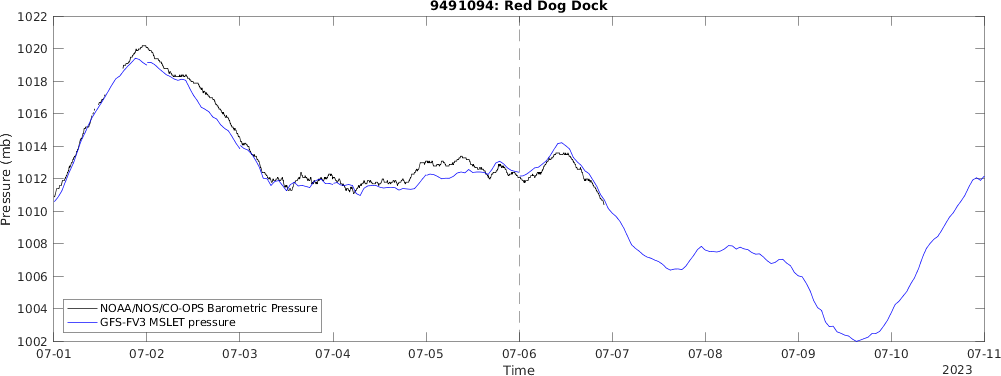 9491094: Red Dog Dock
Pressure (mb)
1022
1020
1018
1016
1014
1012
1010
1008
1006
1004
1002
NOAA/NOS/CO-OPS Barometric Pressure
GFS-FV3 MSLET pressure
07-01 07-02 07-03 07-04 07-05 07-06 07-07 07-08 07-09 07-10 07-11
Time
2023